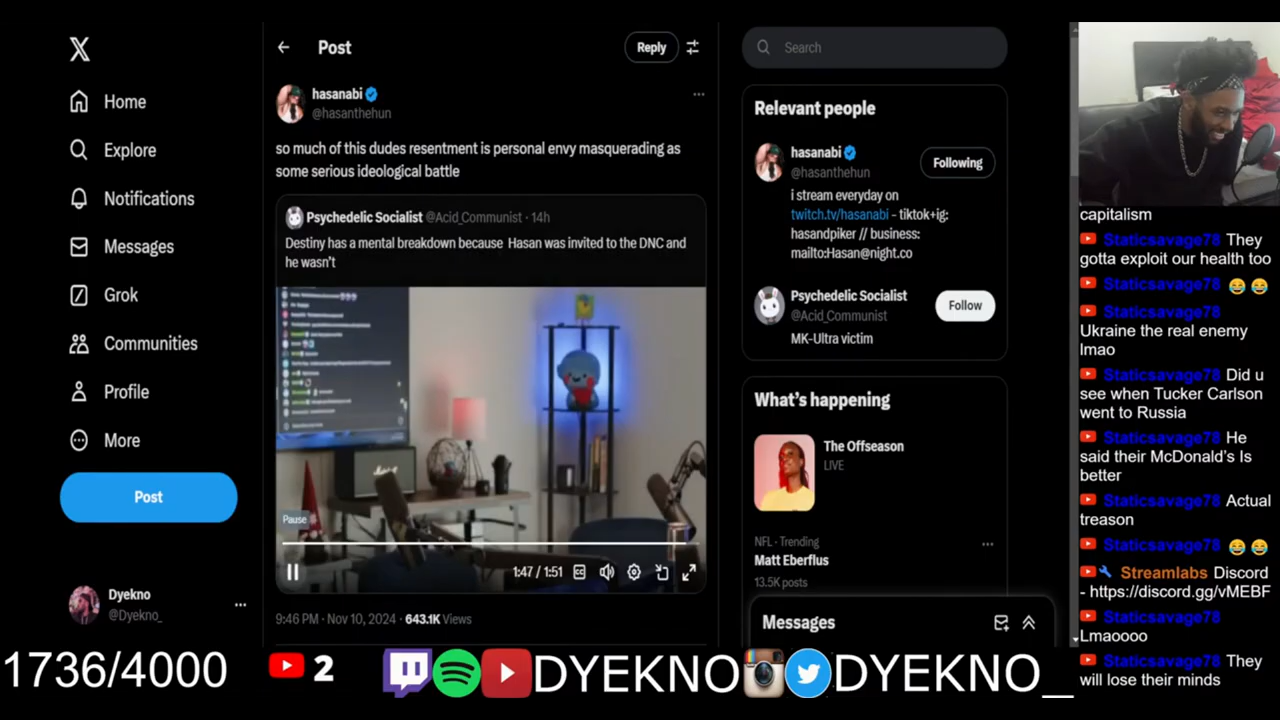 Home
Explore
Notifications
Messages
Grok
Communities
Profile
More
Post
Dyekno
@Dyekno_
Post
Reply
hasanabi
@hasanthehun
so much of this dudes resentment is personal envy masquerading as
some serious ideological battle
Psychedelic Socialist @Acid_Communist · 14h
Destiny has a mental breakdown because Hasan was invited to the DNC and
he wasn't
Pause
1:47 / 1:51
9:46 PM · Nov 10, 2024 · 643.1K Views
Search
Relevant people
hasanabi
@hasanthehun
Following
i stream everyday on
twitch.tv/hasanabi - tiktok+ig:
hasandpiker // business:
mailto:Hasan@night.co
Psychedelic Socialist
@Acid_Communist
Follow
MK-Ultra victim
What's happening
The Offseason
LIVE
NFL · Trending
Matt Eberflus
13.5K posts
Messages
capitalism
Staticsavage78 They
gotta exploit our health too
Staticsavage78 😂 😂
Staticsavage78
Ukraine the real enemy
lmao
Staticsavage78 Did u
see when Tucker Carlson
went to Russia
Staticsavage78 He
said their McDonald's Is
better
Staticsavage78 Actual
treason
Staticsavage78 😂 😂
Streamlabs Discord
- https://discord.gg/vMEBF
Staticsavage78
Lmaoooo
Staticsavage78 They
will lose their minds
1736/4000
2
DYEKNO
DYEKNO_